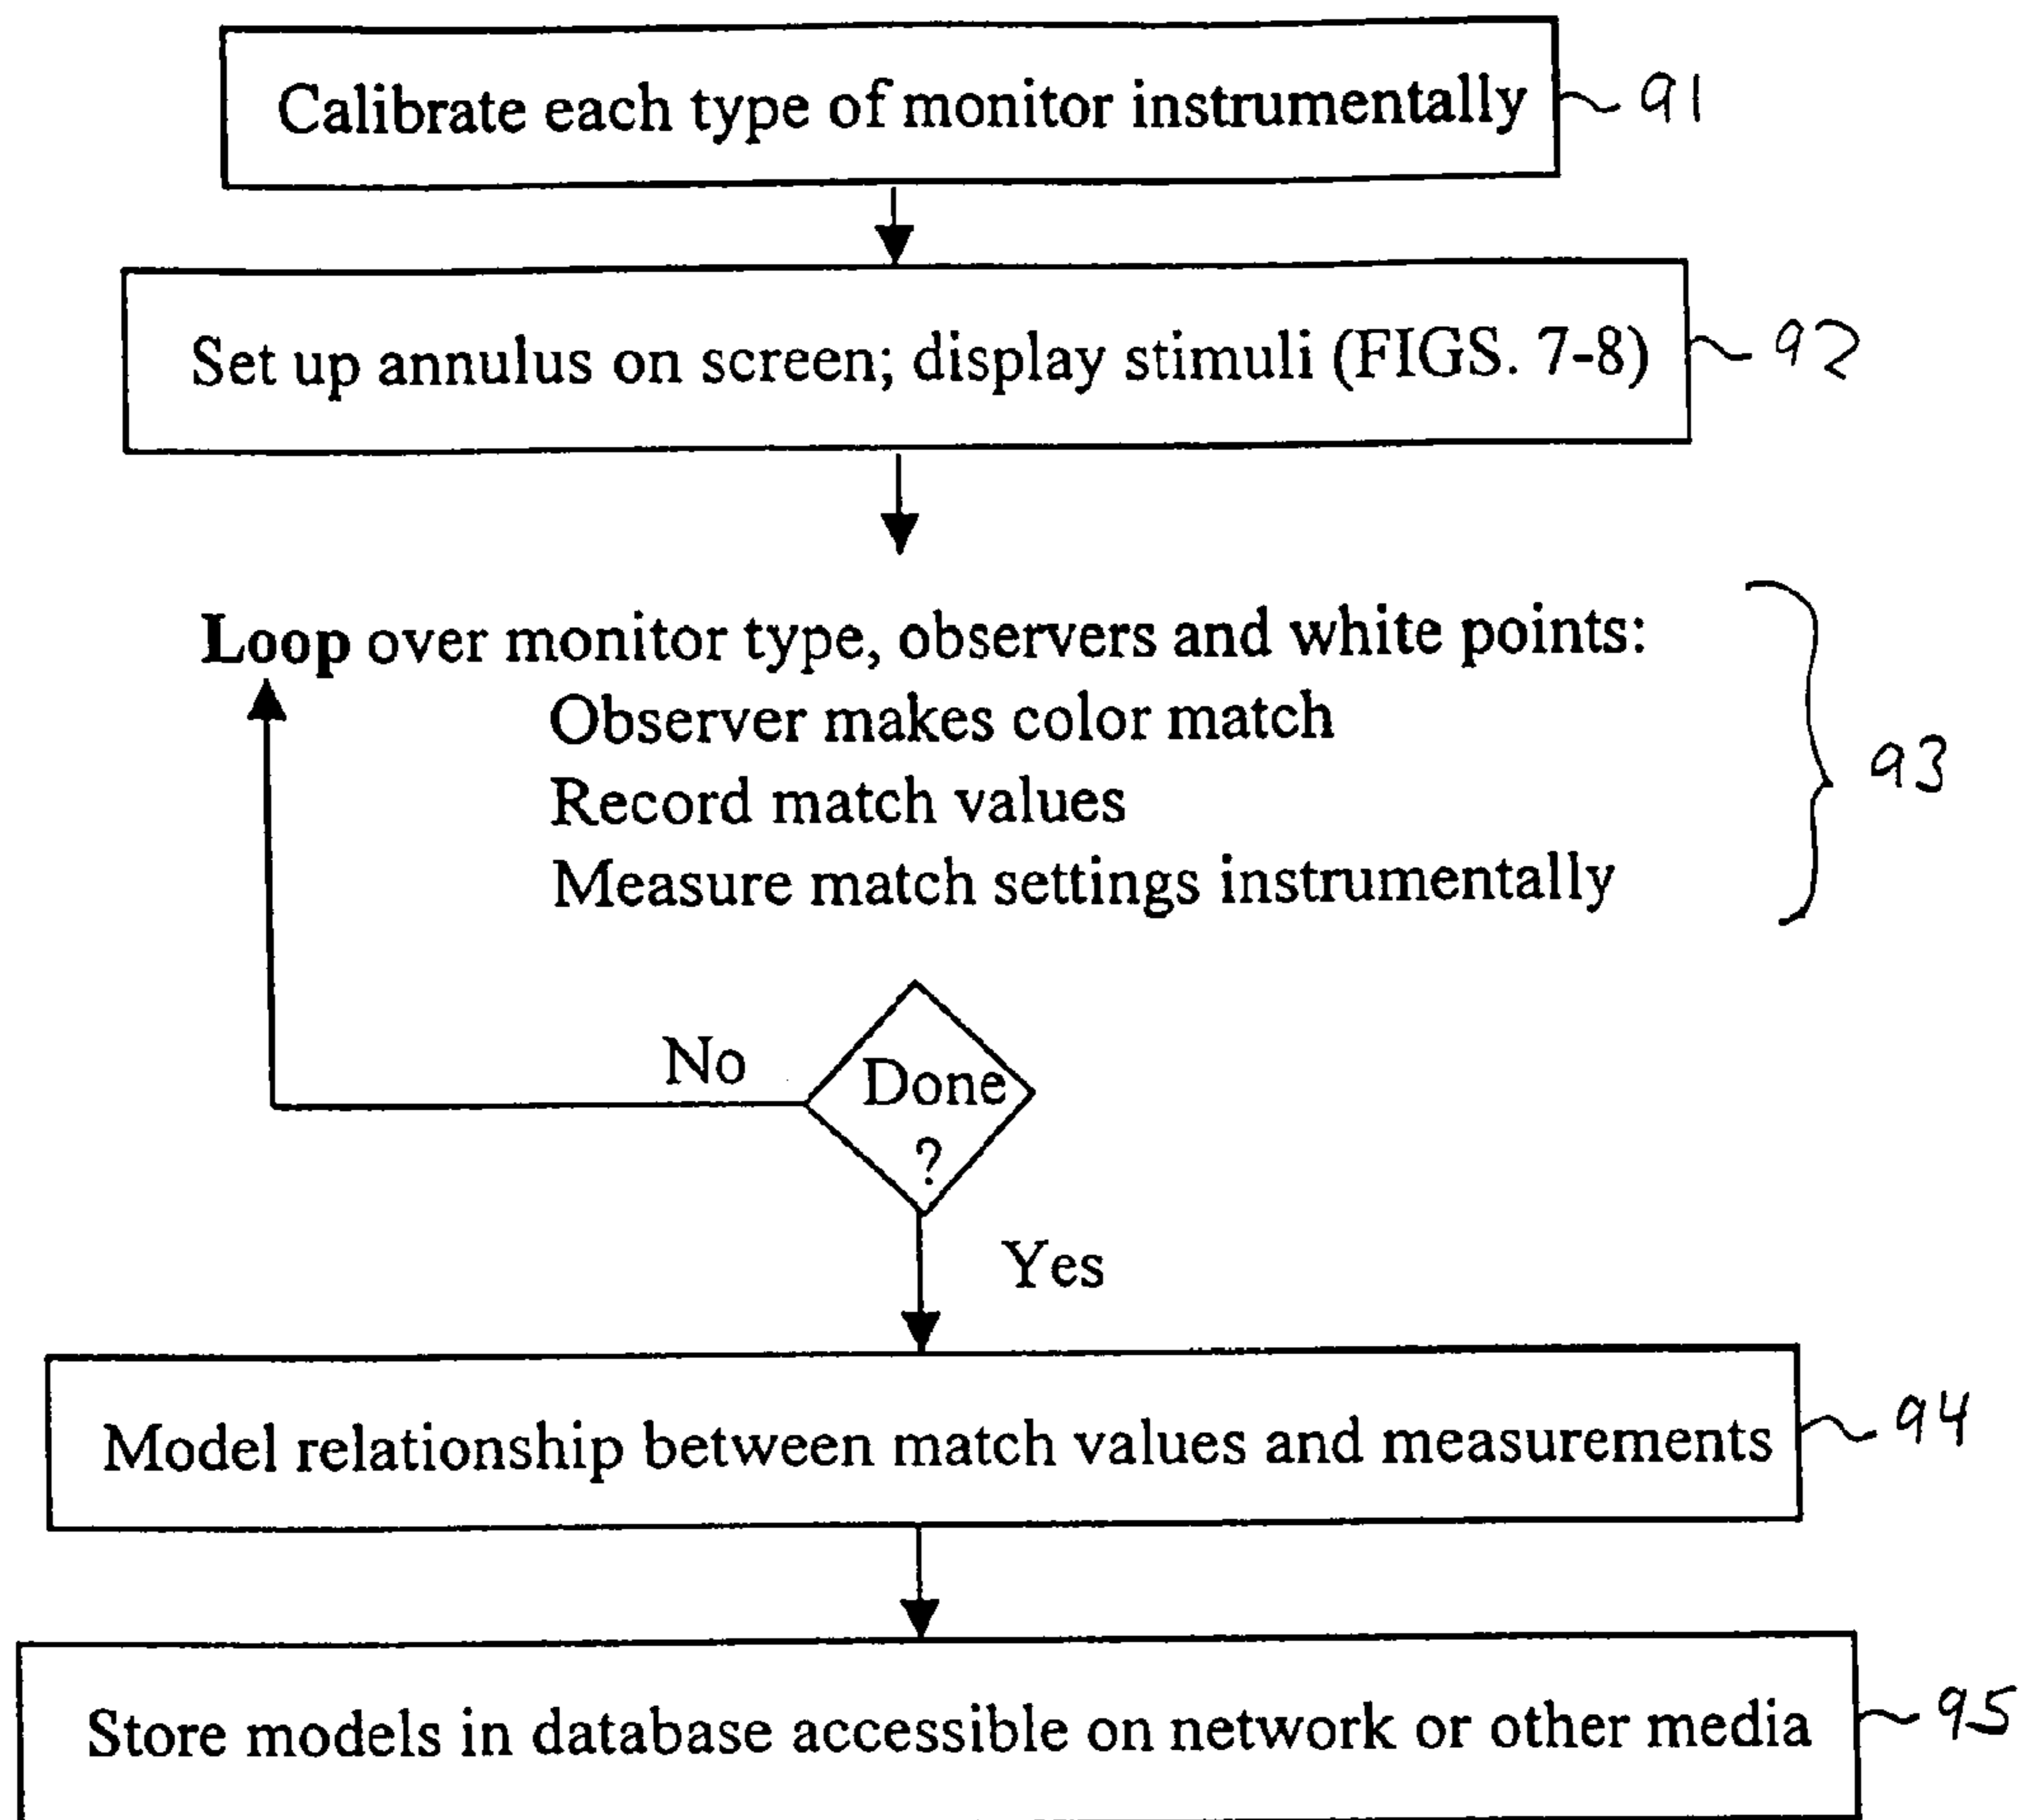 Calibrate each type of monitor instrumentally
91
Set up annulus on screen; display stimuli (FIGS. 7-8)
92
Loop over monitor type, observers and white points:
Observer makes color match
Record match values
Measure match settings instrumentally
93
No
Done
?
Yes
Model relationship between match values and measurements
94
Store models in database accessible on network or other media
95